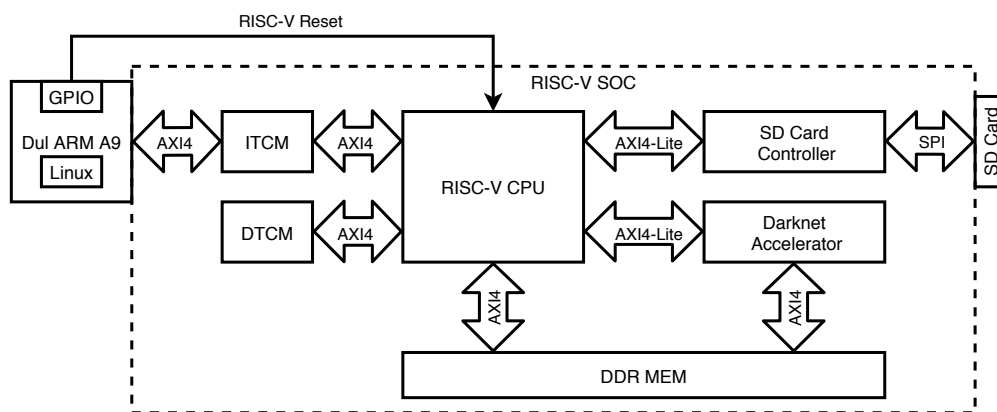 RISC-V Reset
RISC-V SOC
GPIO
Dul ARM A9
Linux
AXI4
ITCM
AXI4
RISC-V CPU
AXI4-Lite
SD Card
Controller
SPI
SD Card
DTCM
AXI4
AXI4-Lite
Darknet
Accelerator
AXI4
AXI4
DDR MEM